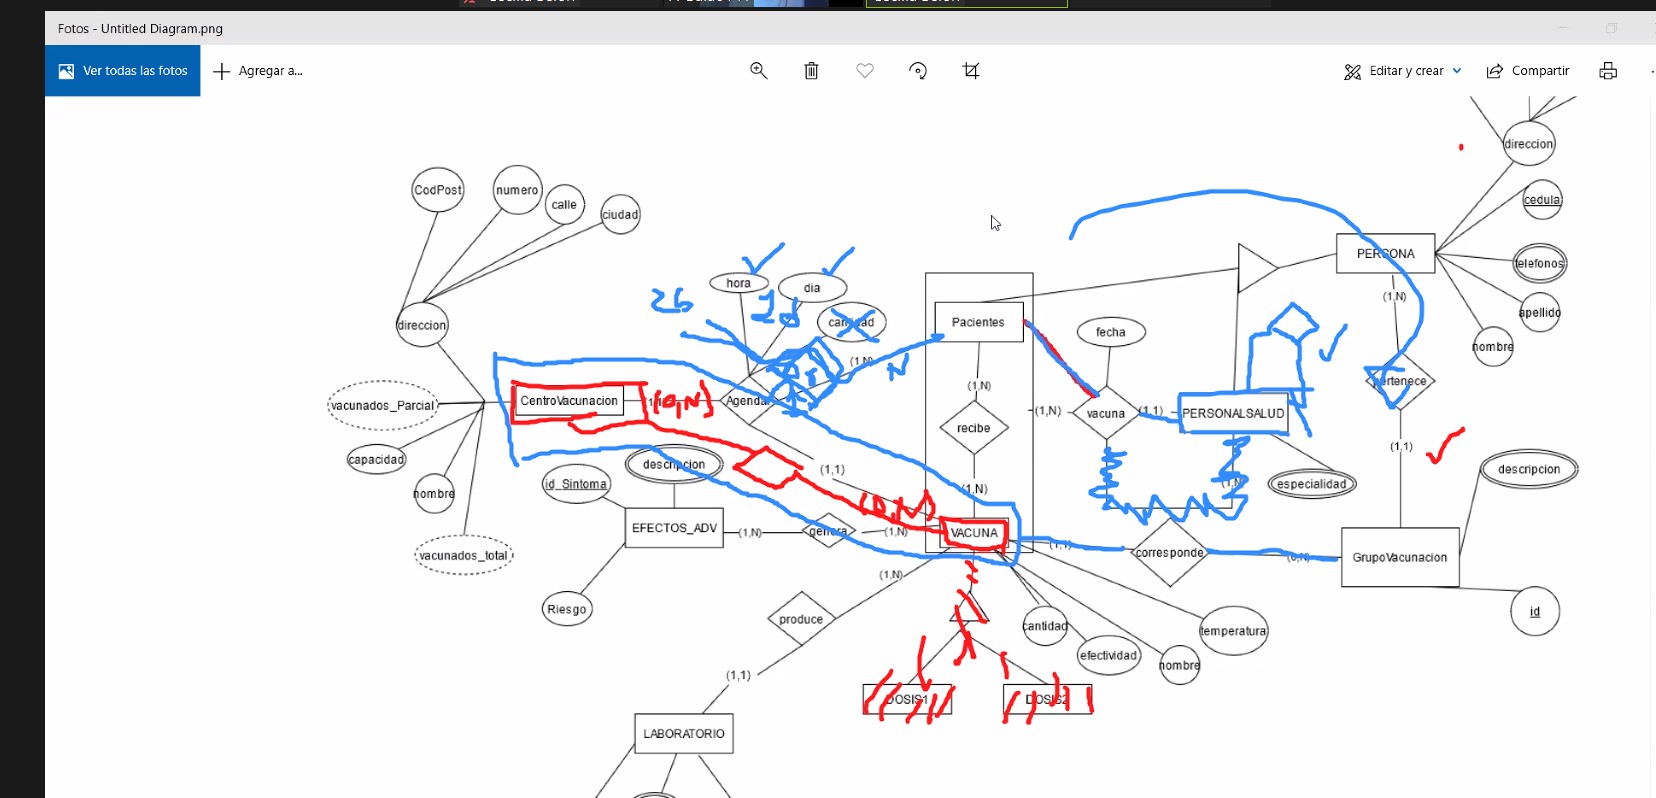 Fotos - Untitled Diagram.png
Ver todas las fotos
Agregar a...
Editar y crear
Compartir
direccion
CodPost
numero
calle
ciudad
cedula
PERSONA
telefonos
hora
dia
26
cantidad
apellido
(1,N)
nombre
direccion
Pacientes
fecha
(1,N)
N
pertenece
vacunados_Parcial
CentroVacunacion
(0,N)
Agenda
(1,N)
recibe
(1,N)
vacuna
(1,1)
PERSONALSALUD
capacidad
nombre
descripcion
id_Sintoma
(1,1)
(1,N)
(1,N)
especialidad
(1,1)
descripcion
(0,N)
EFECTOS_ADV
(1,N)
genera
(1,N)
VACUNA
(1,1)
corresponde
GrupoVacunacion
vacunados_total
(1,N)
Riesgo
produce
cantidad
temperatura
id
efectividad
nombre
(1,1)
DOSIS1
DOSIS2
LABORATORIO